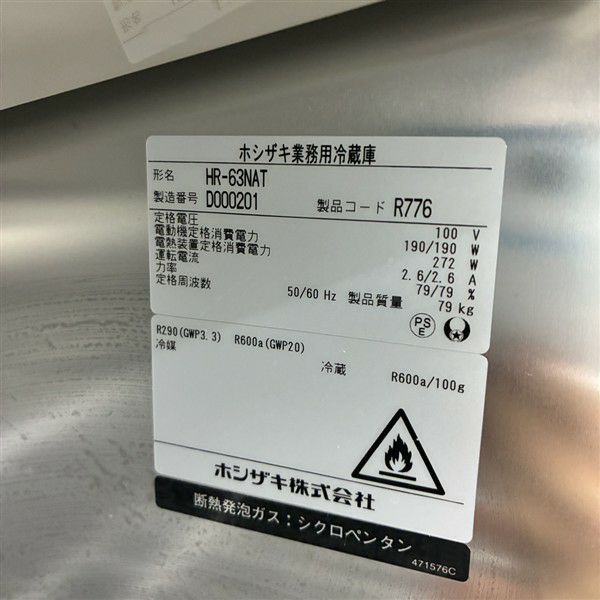 ホシザキ業務用冷蔵庫
形名 HR-63NAT
製造番号 D000201 製品コード R776
定格電圧 100 V
電動機定格消費電力 190/190 W
電熱装置定格消費電力 272 W
運転電流 2.6/2.6 A
力率 79/79 %
定格周波数 50/60 Hz 製品質量 79 kg
PS
E
R290(GWP3.3) R600a(GWP20)
冷媒
冷蔵 R600a/100g
ホシザキ株式会社
断熱発泡ガス：シクロペンタン
471576C